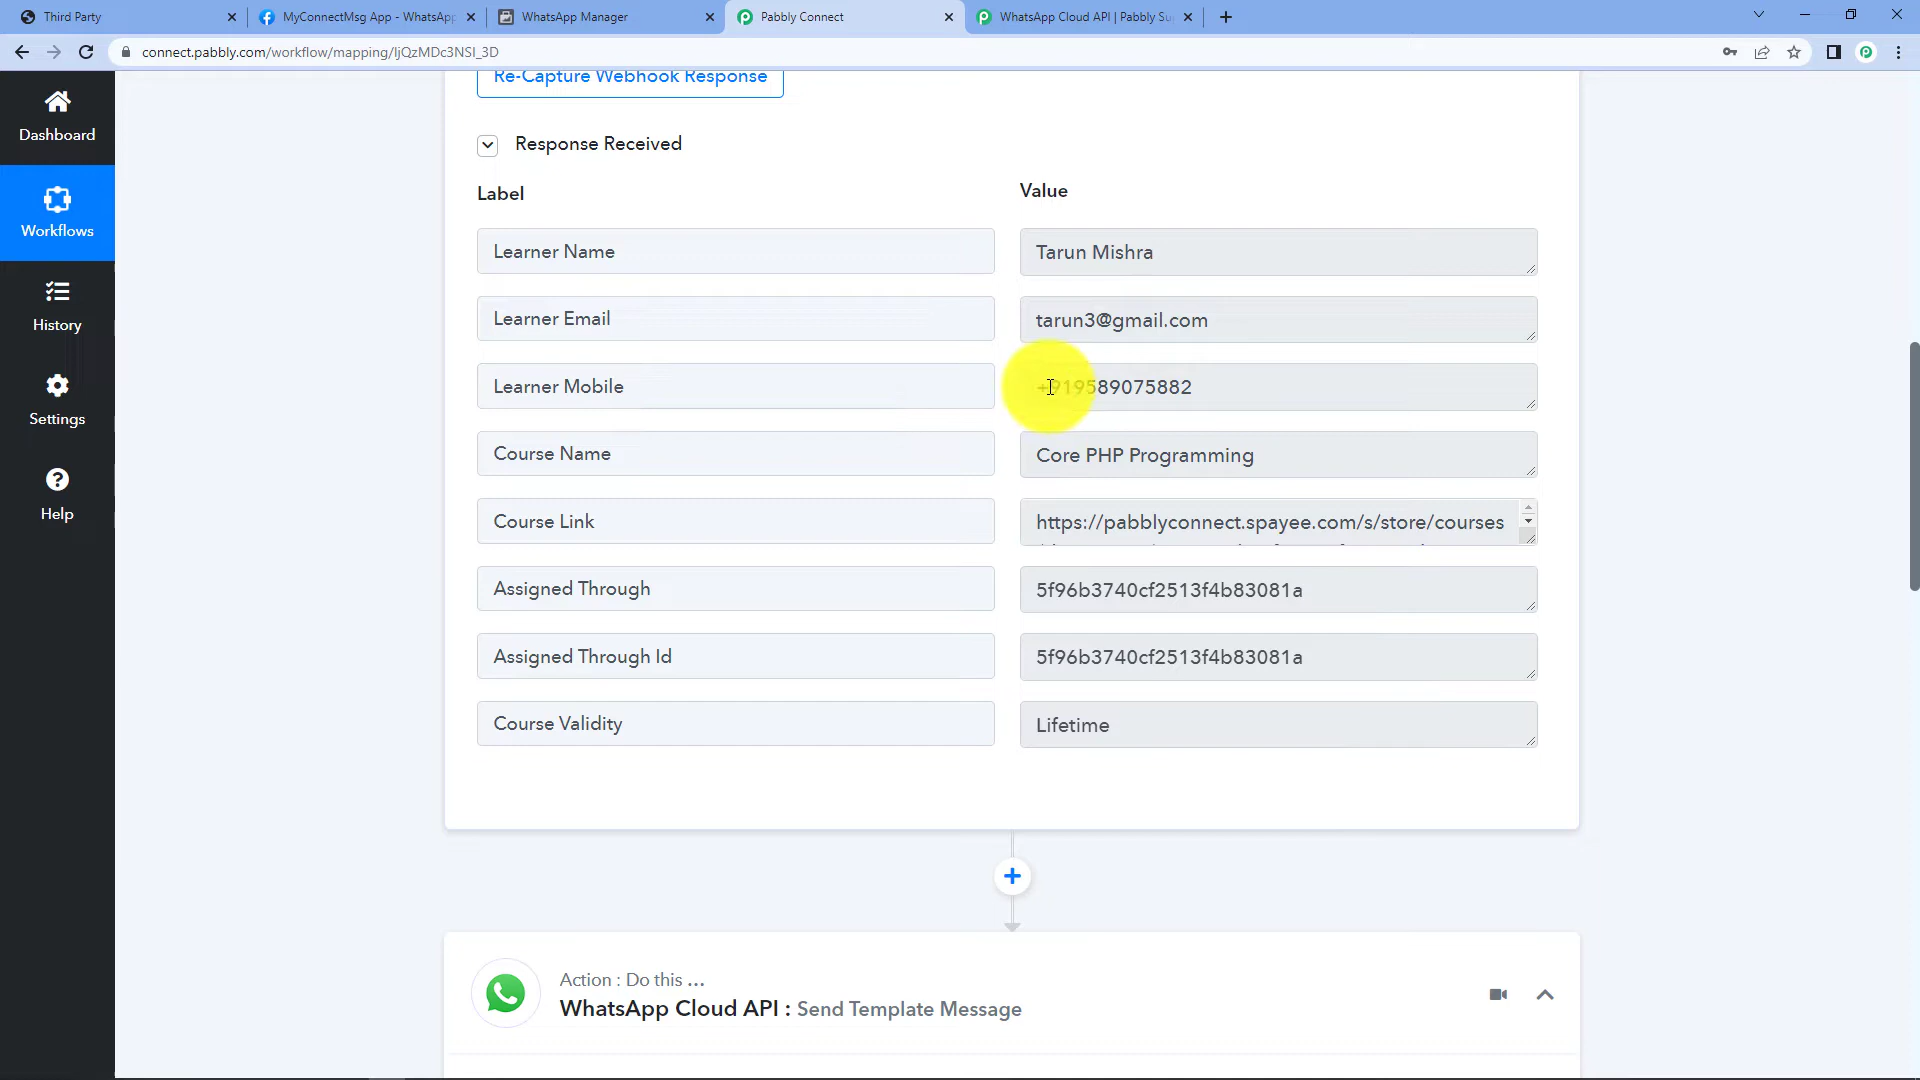 Third Party
MyConnectMsg App - WhatsApp
WhatsApp Manager
Pabbly Connect
WhatsApp Cloud API | Pabbly Su
connect.pabbly.com/workflow/mapping/IjQzMDc3NSI_3D
Re-Capture Webhook Response
Dashboard
Workflows
History
Settings
Help
Response Received
Label
Value
Learner Name
Tarun Mishra
Learner Email
tarun3@gmail.com
Learner Mobile
+919589075882
Course Name
Core PHP Programming
Course Link
https://pabblyconnect.spayee.com/s/store/courses
Assigned Through
5f96b3740cf2513f4b83081a
Assigned Through Id
5f96b3740cf2513f4b83081a
Course Validity
Lifetime
Action : Do this ...
WhatsApp Cloud API : Send Template Message